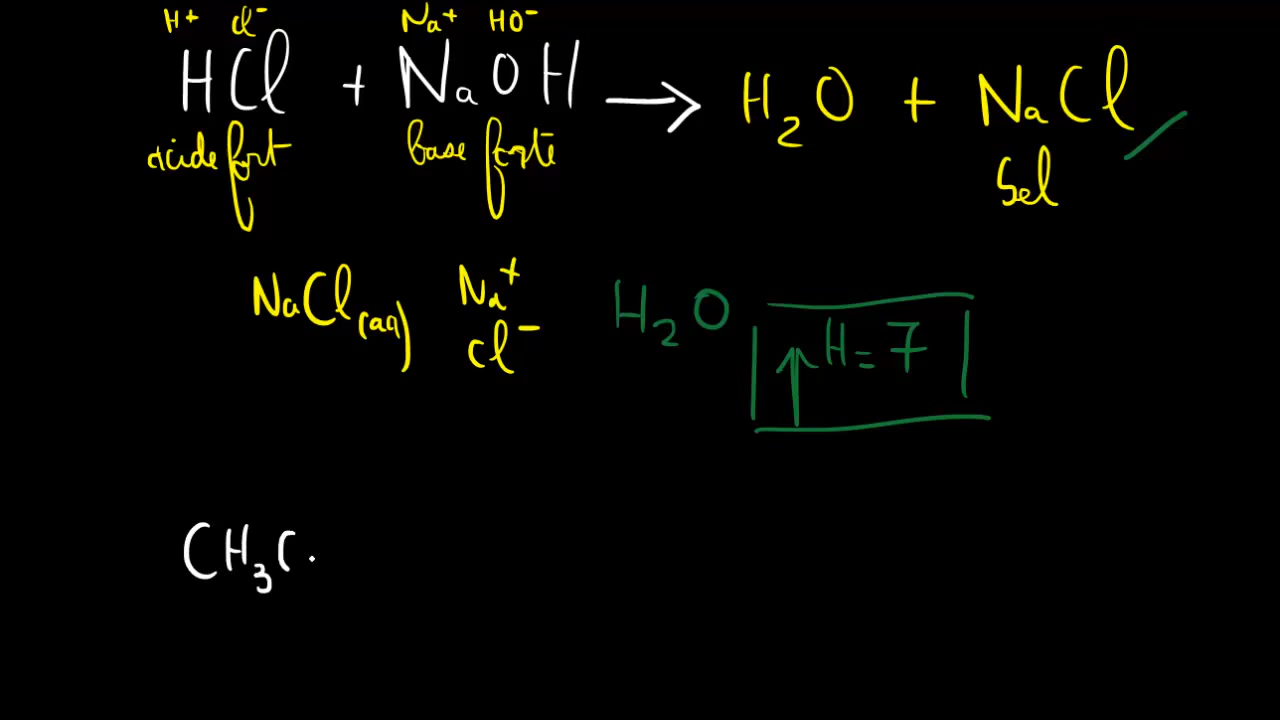 H+ Cl- Na+ HO-
HCl + NaOH → H2O + NaCl
acide fort base forte Sel
NaCl(aq) Na+ Cl- H2O pH = 7
CH3C